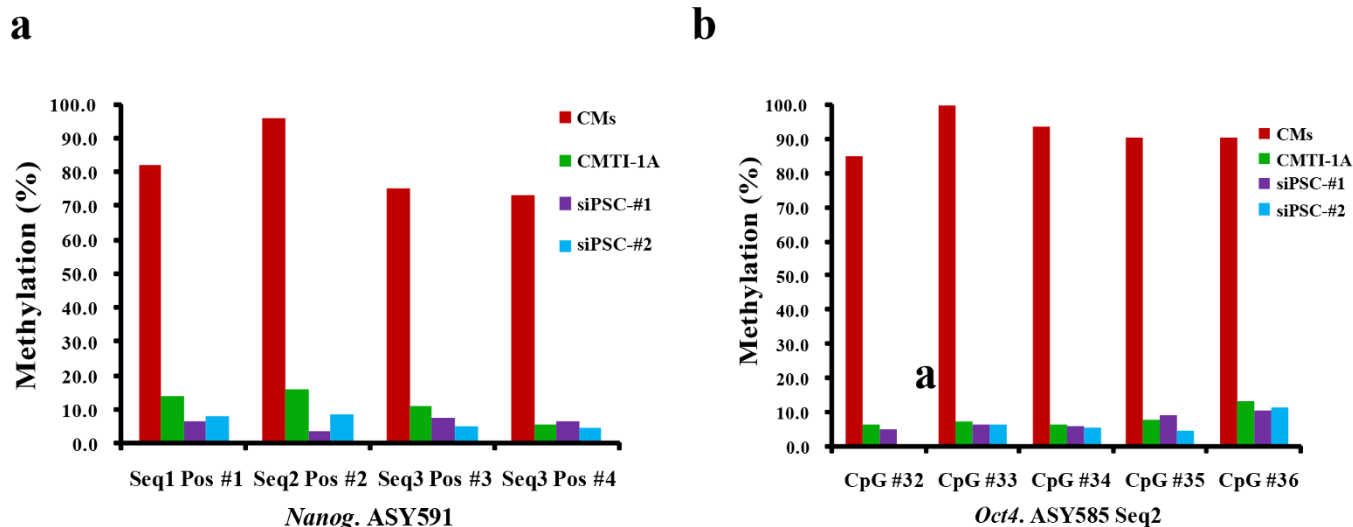 a
Methylation (%)
100.0
90.0
80.0
70.0
60.0
50.0
40.0
30.0
20.0
10.0
0.0
CMs
CMTI-1A
siPSC-#1
siPSC-#2
Seq1 Pos #1 Seq2 Pos #2 Seq3 Pos #3 Seq3 Pos #4
Nanog. ASY591
b
Methylation (%)
100.0
90.0
80.0
70.0
60.0
50.0
40.0
30.0
20.0
10.0
0.0
a
CMs
CMTI-1A
siPSC-#1
siPSC-#2
CpG #32 CpG #33 CpG #34 CpG #35 CpG #36
Oct4. ASY585 Seq2